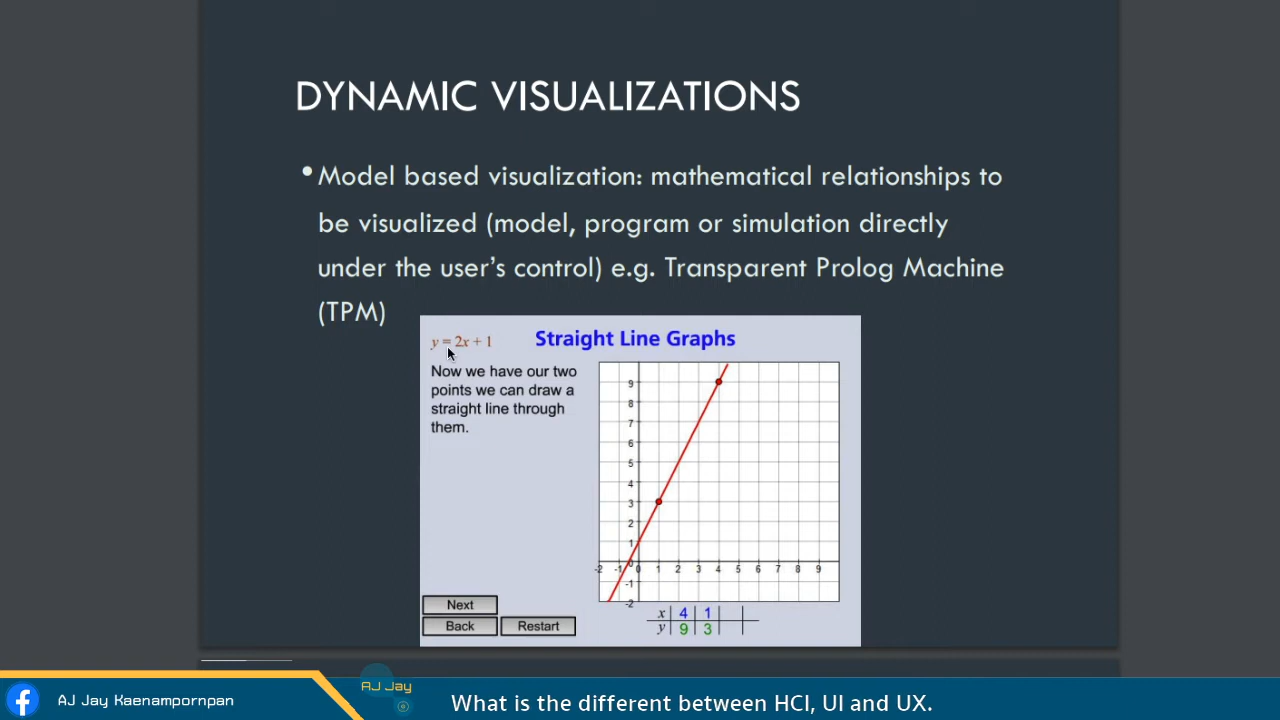 DYNAMIC VISUALIZATIONS
•Model based visualization: mathematical relationships to
be visualized (model, program or simulation directly
under the user's control) e.g. Transparent Prolog Machine
(TPM)
y = 2x + 1
Straight Line Graphs
Now we have our two
points we can draw a
straight line through
them.
9
8
7
6
5
4
3
2
1
0
-2 -1 0 1 2 3 4 5 6 7 8 9
-1
-2
x 4 1
y 9 3
Next
Back Restart
AJ Jay Kaenampornpan
AJ Jay
What is the different between HCI, UI and UX.